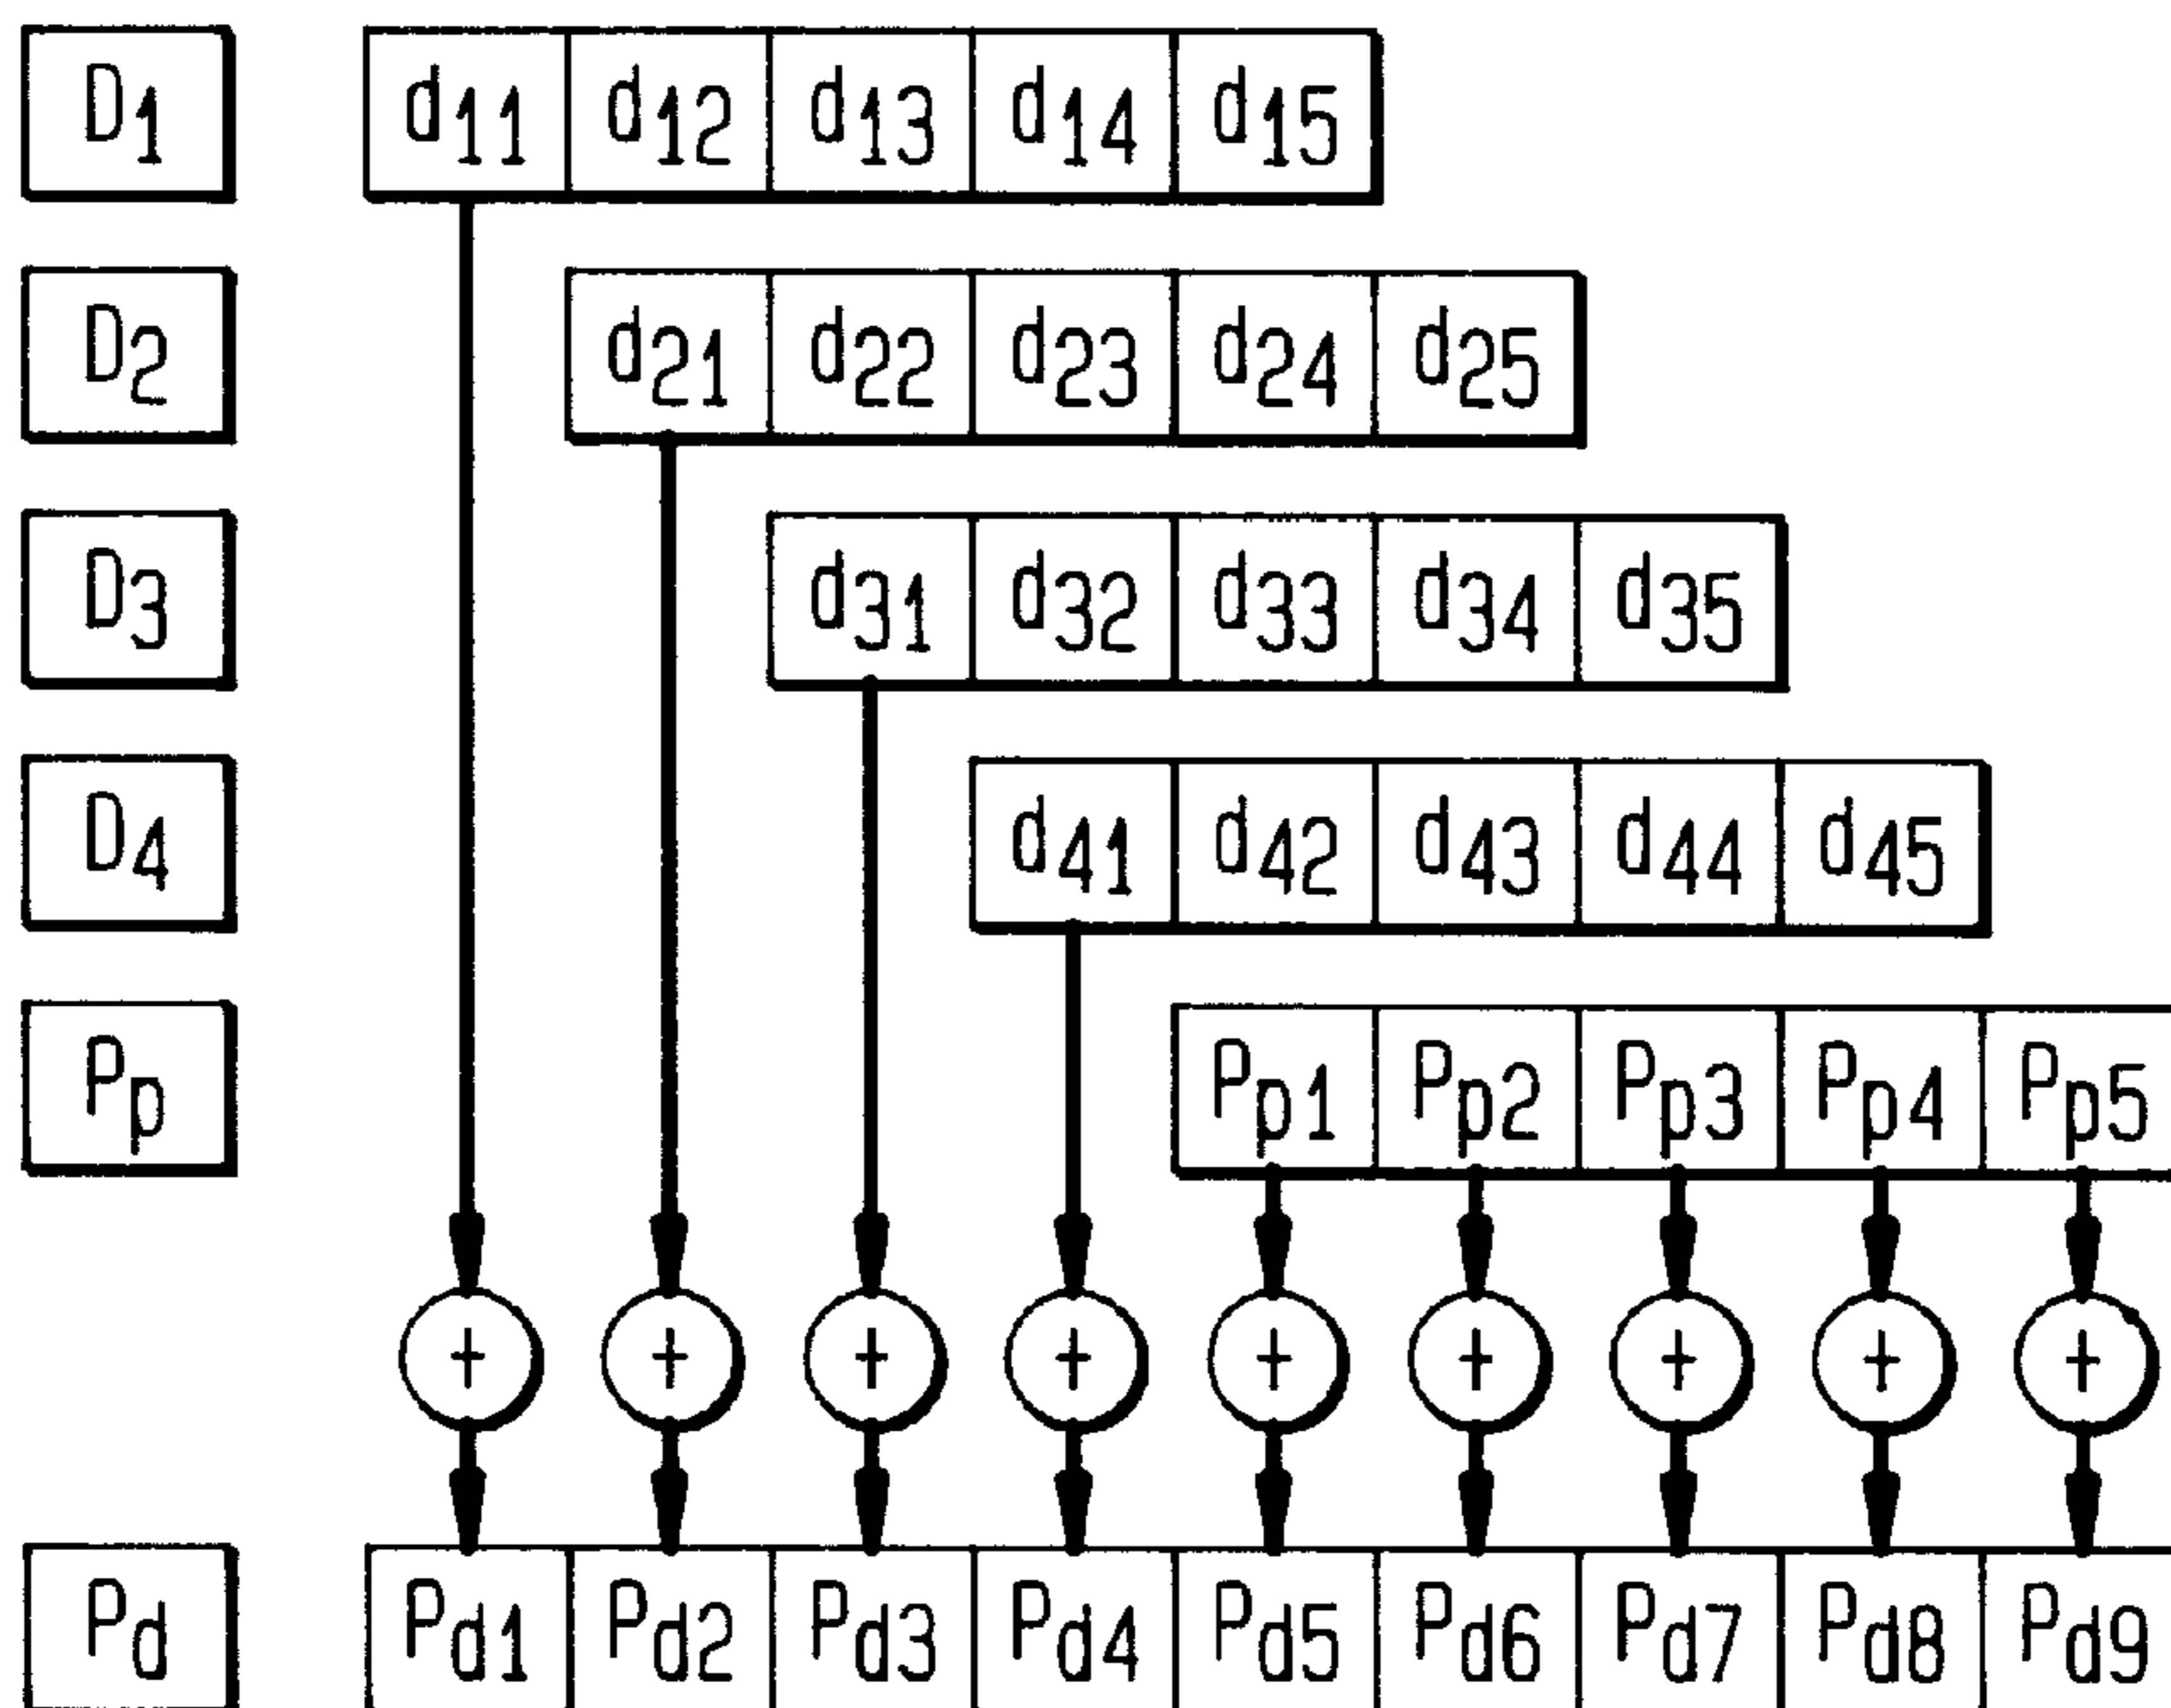 D1 d11 d12 d13 d14 d15
D2 d21 d22 d23 d24 d25
D3 d31 d32 d33 d34 d35
D4 d41 d42 d43 d44 d45
Pp Pp1 Pp2 Pp3 Pp4 Pp5
+ + + + + + + + +
Pd Pd1 Pd2 Pd3 Pd4 Pd5 Pd6 Pd7 Pd8 Pd9